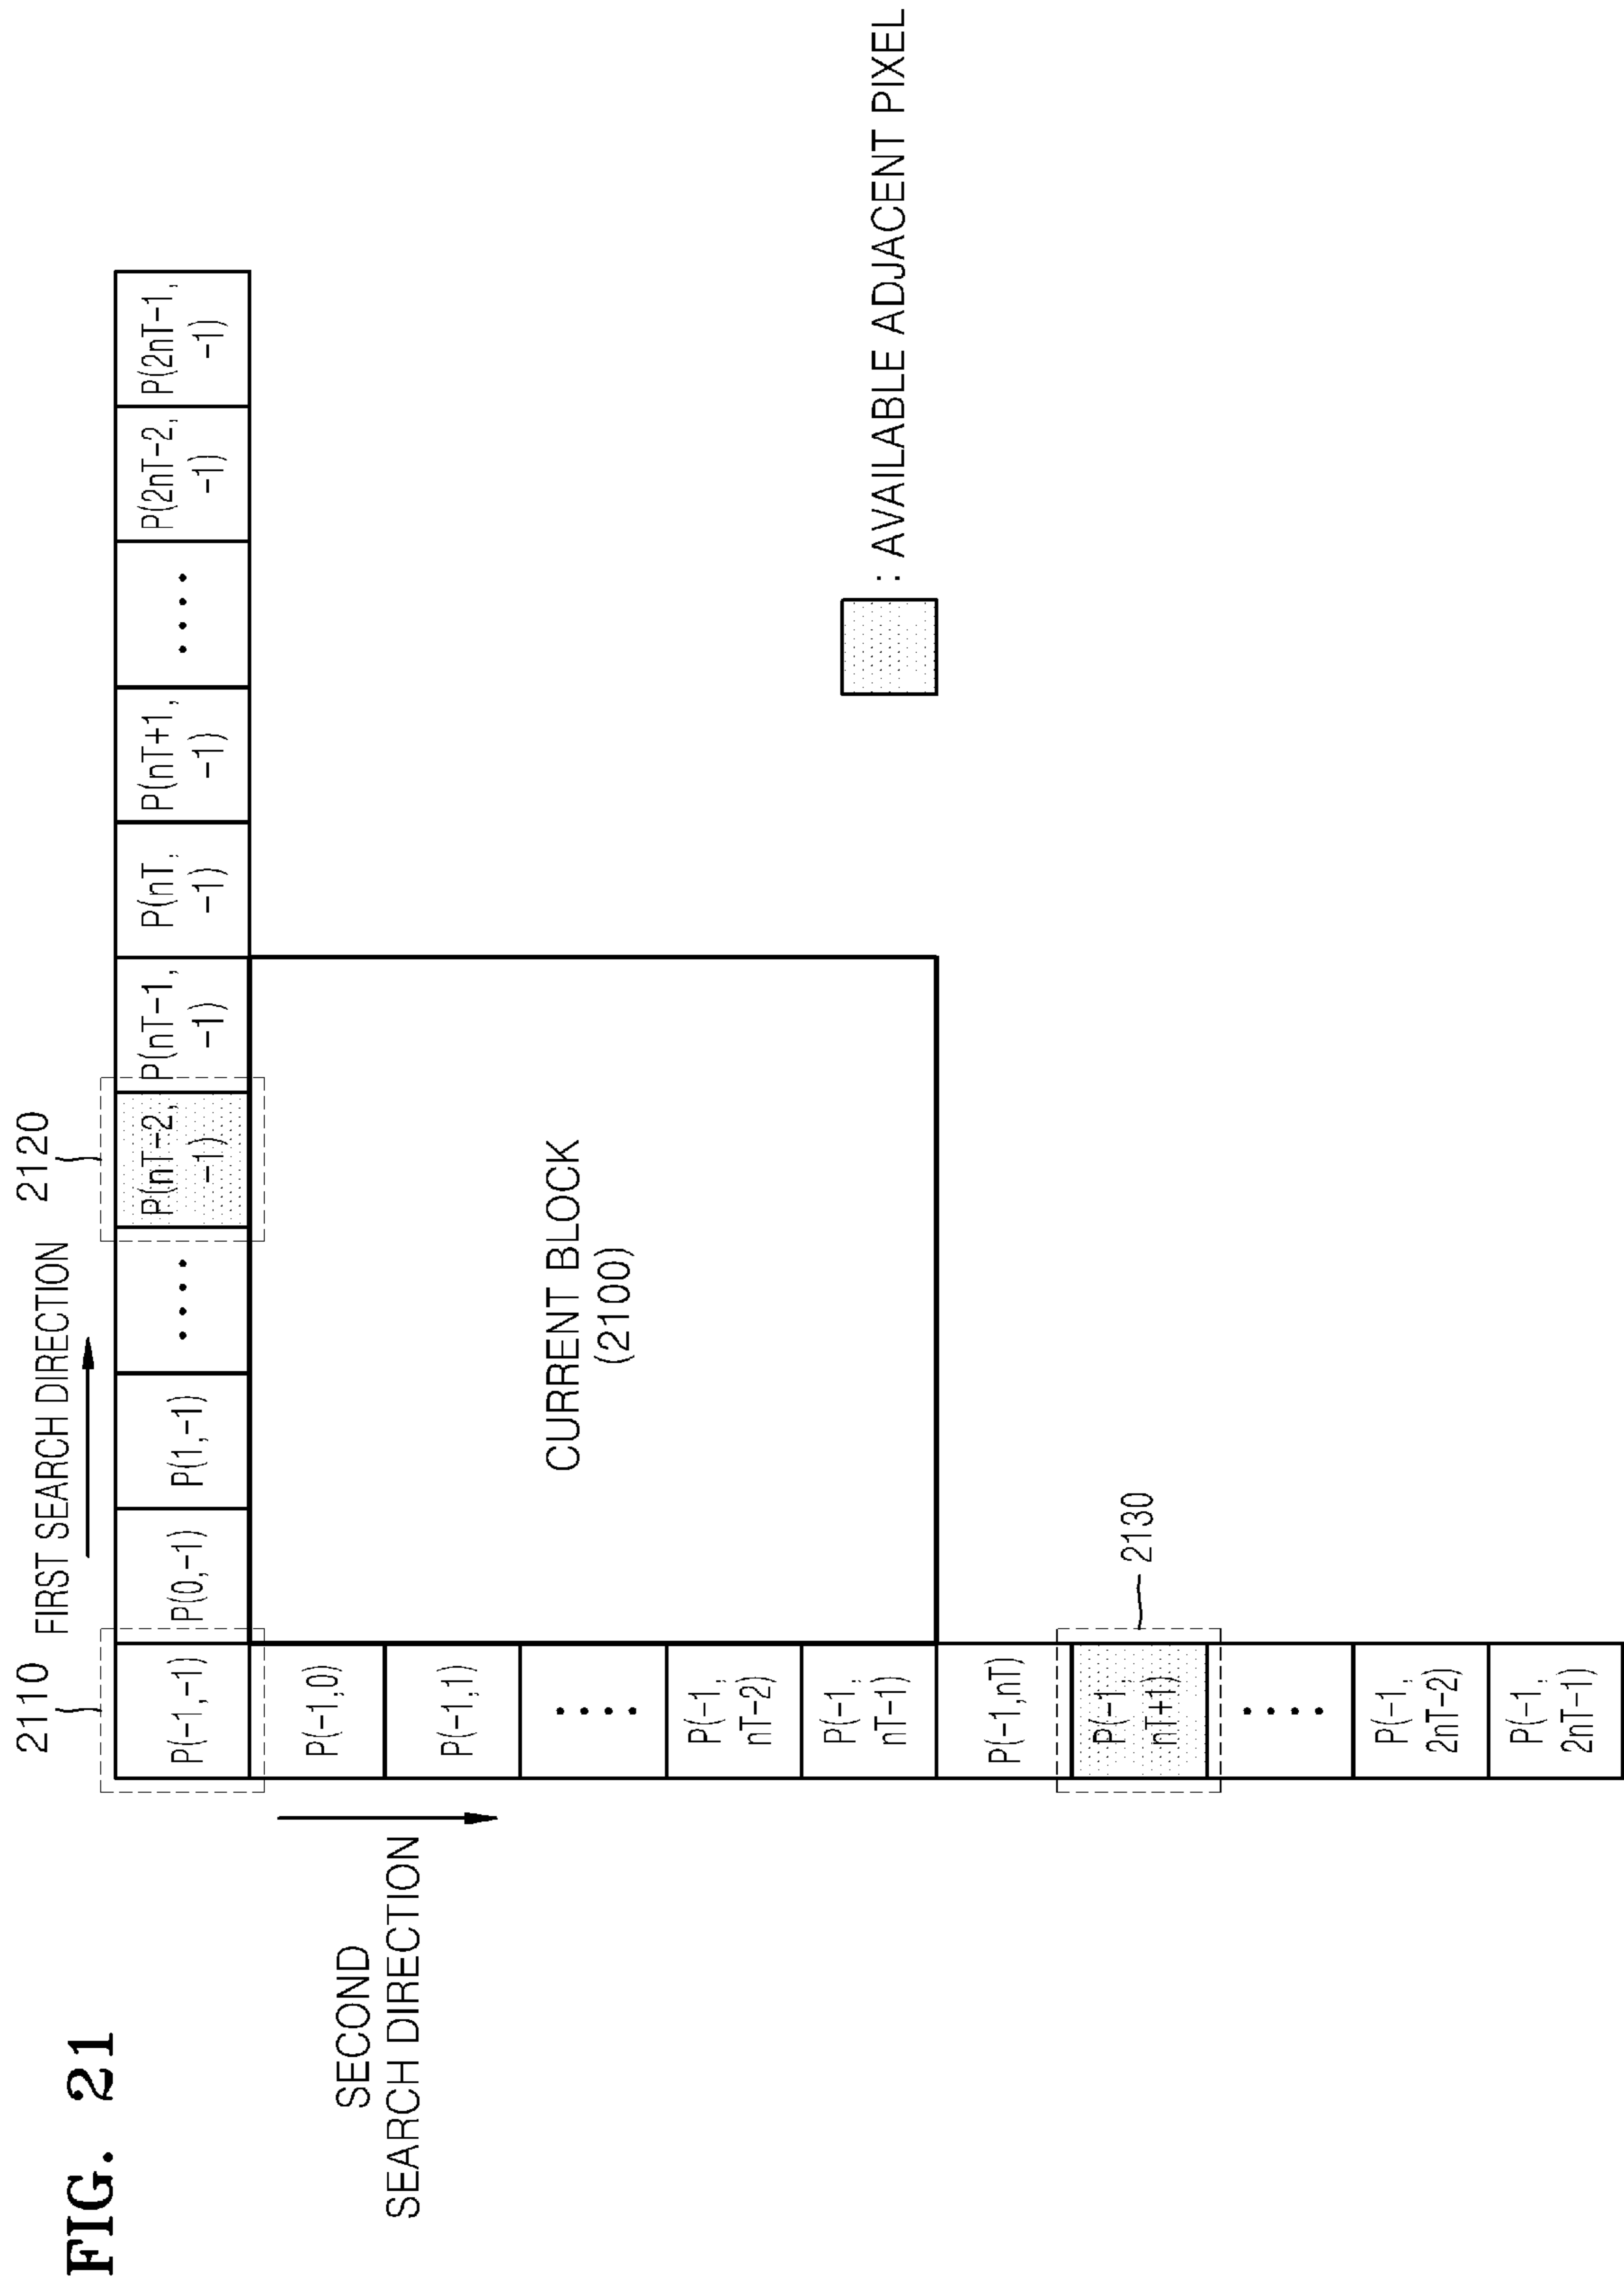 FIG. 21
2110
FIRST SEARCH DIRECTION
2120
P(-1,-1)
P(0,-1)
P(1,-1)
....
P(nT-2,
-1)
P(nT-1,
-1)
P(nT,
-1)
P(nT+1,
-1)
....
P(2nT-2,
-1)
P(2nT-1,
-1)
SECOND
SEARCH DIRECTION
P(-1,0)
P(-1,1)
....
P(-1,
nT-2)
P(-1,
nT-1)
P(-1,nT)
P(-1,
nT+1)
....
P(-1,
2nT-2)
P(-1,
2nT-1)
CURRENT BLOCK
(2100)
2130
: AVAILABLE ADJACENT PIXEL